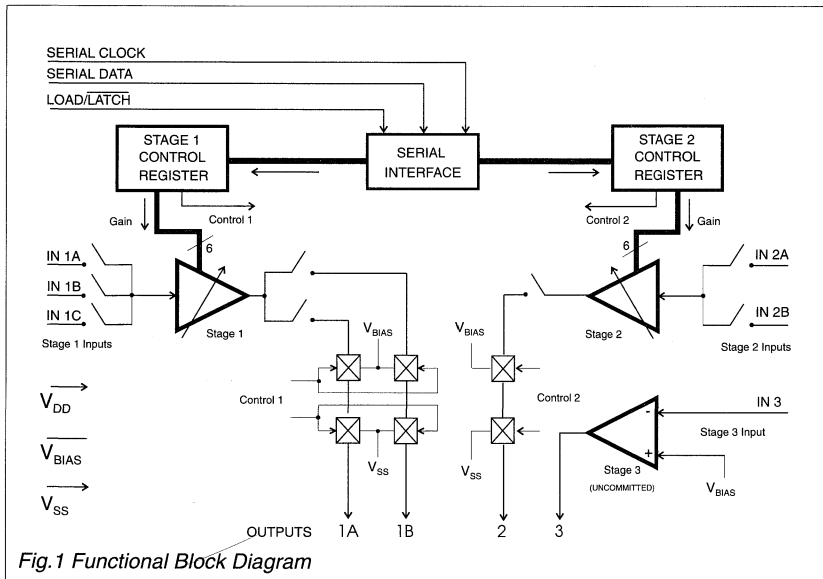 SERIAL CLOCK
SERIAL DATA
LOAD/LATCH
STAGE 1
CONTROL
REGISTER
SERIAL
INTERFACE
STAGE 2
CONTROL
REGISTER
Gain
Control 1
Control 2
Gain
6
6
IN 1A
IN 1B
IN 1C
Stage 1 Inputs
Stage 1
IN 2A
IN 2B
Stage 2
Stage 2 Inputs
VBIAS
VBIAS
Control 1
Control 2
VSS
VSS
VDD
VBIAS
VSS
IN 3
-
+
Stage 3 Input
Stage 3
(UNCOMMITTED)
VBIAS
OUTPUTS 1A 1B 2 3
Fig.1 Functional Block Diagram